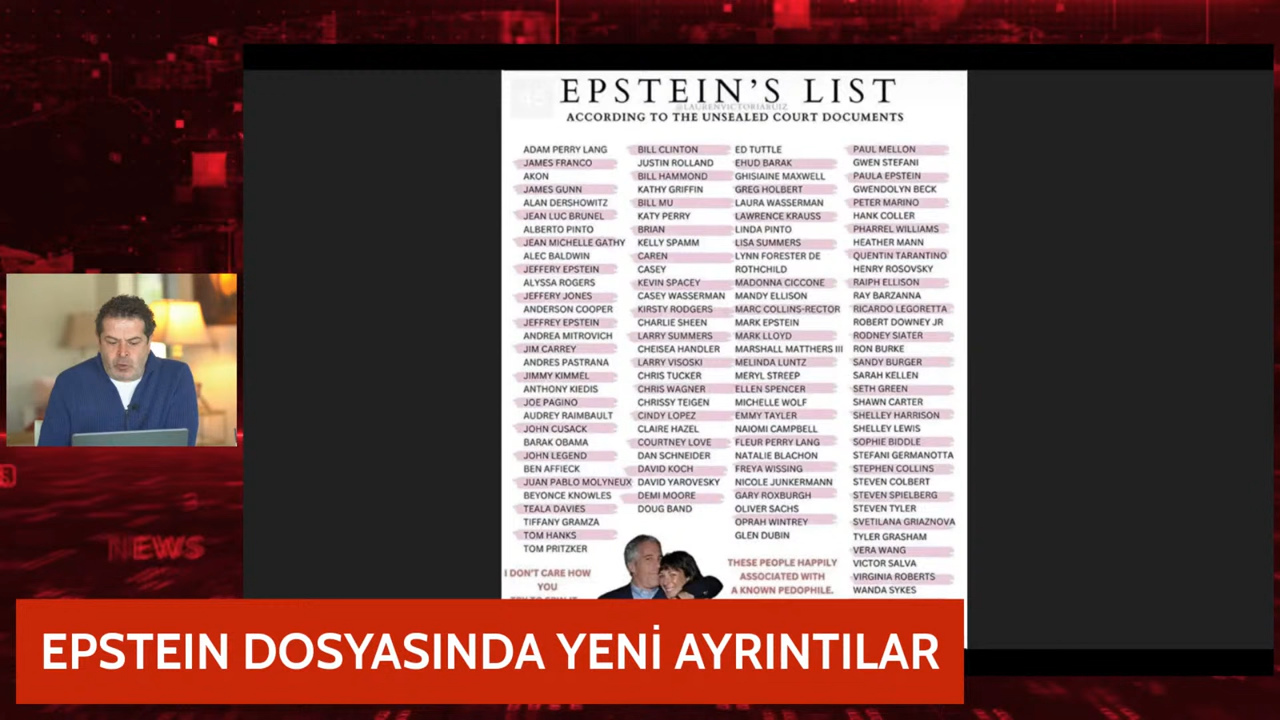 EPSTEIN'S LIST
@LAURENVICTORIARUIZ
ACCORDING TO THE UNSEALED COURT DOCUMENTS
ADAM PERRY LANG
JAMES FRANCO
AKON
JAMES GUNN
ALAN DERSHOWITZ
JEAN LUC BRUNEL
ALBERTO PINTO
JEAN MICHELLE GATHY
ALEC BALDWIN
JEFFERY EPSTEIN
ALYSSA ROGERS
JEFFERY JONES
ANDERSON COOPER
JEFFREY EPSTEIN
ANDREA MITROVICH
JIM CARREY
ANDRES PASTRANA
JIMMY KIMMEL
ANTHONY KIEDIS
JOE PAGINO
AUDREY RAIMBAULT
JOHN CUSACK
BARAK OBAMA
JOHN LEGEND
BEN AFFIECK
JUAN PABLO MOLYNEUX
BEYONCE KNOWLES
TEALA DAVIES
TIFFANY GRAMZA
TOM HANKS
TOM PRITZKER
BILL CLINTON
JUSTIN ROLLAND
BILL HAMMOND
KATHY GRIFFIN
BILL MU
KATY PERRY
BRIAN
KELLY SPAMM
CAREN
CASEY
KEVIN SPACEY
CASEY WASSERMAN
KIRSTY RODGERS
CHARLIE SHEEN
LARRY SUMMERS
CHEISEA HANDLER
LARRY VISOSKI
CHRIS TUCKER
CHRIS WAGNER
CHRISSY TEIGEN
CINDY LOPEZ
CLAIRE HAZEL
COURTNEY LOVE
DAN SCHNEIDER
DAVID KOCH
DAVID YAROVESKY
DEMI MOORE
DOUG BAND
ED TUTTLE
EHUD BARAK
GHISIAINE MAXWELL
GREG HOLBERT
LAURA WASSERMAN
LAWRENCE KRAUSS
LINDA PINTO
LISA SUMMERS
LYNN FORESTER DE
ROTHCHILD
MADONNA CICCONE
MANDY ELLISON
MARC COLLINS-RECTOR
MARK EPSTEIN
MARK LLOYD
MARSHALL MATTHERS III
MELINDA LUNTZ
MERYL STREEP
ELLEN SPENCER
MICHELLE WOLF
EMMY TAYLER
NAIOMI CAMPBELL
FLEUR PERRY LANG
NATALIE BLACHON
FREYA WISSING
NICOLE JUNKERMANN
GARY ROXBURGH
OLIVER SACHS
OPRAH WINTREY
GLEN DUBIN
PAUL MELLON
GWEN STEFANI
PAULA EPSTEIN
GWENDOLYN BECK
PETER MARINO
HANK COLLER
PHARREL WILLIAMS
HEATHER MANN
QUENTIN TARANTINO
HENRY ROSOVSKY
RAIPH ELLISON
RAY BARZANNA
RICARDO LEGORETTA
ROBERT DOWNEY JR
RODNEY SIATER
RON BURKE
SANDY BURGER
SARAH KELLEN
SETH GREEN
SHAWN CARTER
SHELLEY HARRISON
SHELLEY LEWIS
SOPHIE BIDDLE
STEFANI GERMANOTTA
STEPHEN COLLINS
STEVEN COLBERT
STEVEN SPIELBERG
STEVEN TYLER
SVETILANA GRIAZNOVA
TYLER GRASHAM
VERA WANG
VICTOR SALVA
VIRGINIA ROBERTS
WANDA SYKES
I DON'T CARE HOW
YOU
THESE PEOPLE HAPPILY
ASSOCIATED WITH
A KNOWN PEDOPHILE.
NEWS
EPSTEIN DOSYASINDA YENİ AYRINTILAR